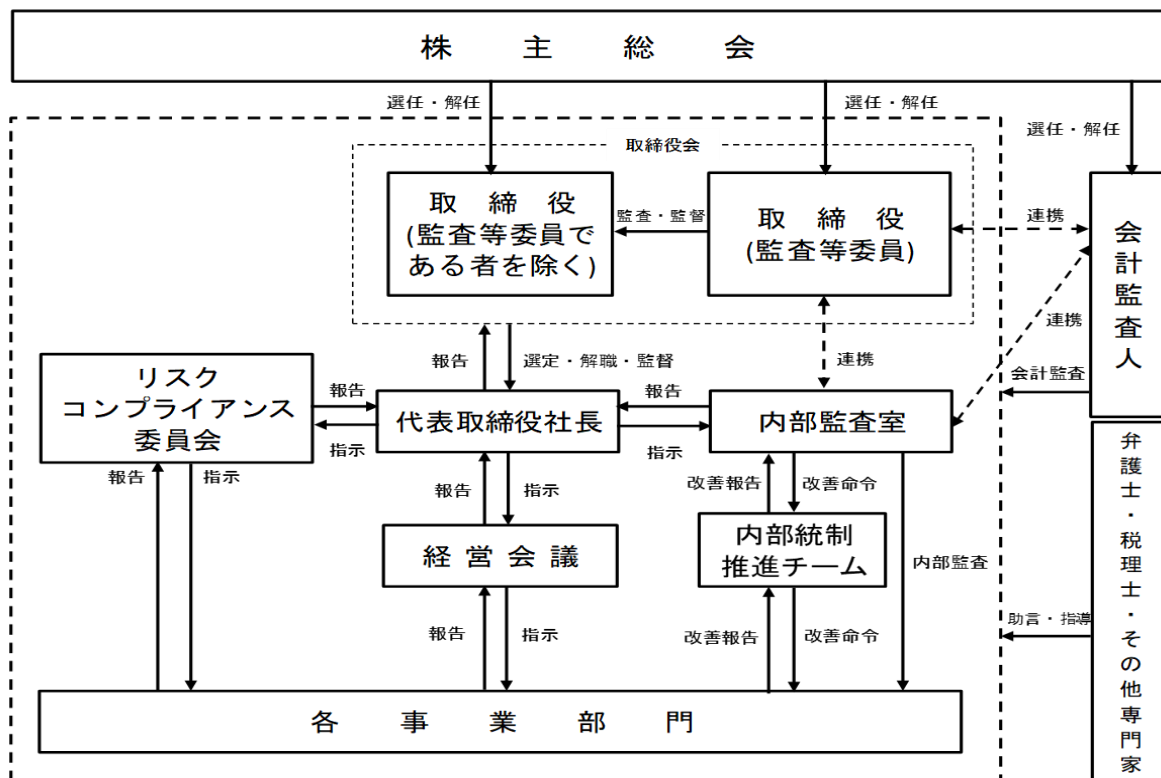 株主総会
選任・解任
選任・解任
選任・解任
取締役会
取締役
(監査等委員で
ある者を除く)
監査・監督
取締役
(監査等委員)
連携
会計監査人
報告
選定・解職・監督
連携
連携
リスク
コンプライアンス
委員会
報告
指示
代表取締役社長
報告
指示
内部監査室
会計監査
報告
指示
報告
指示
改善報告
改善命令
経営会議
内部統制
推進チーム
内部監査
弁護士・税理士・その他専門家
報告
指示
改善報告
改善命令
助言・指導
各事業部門